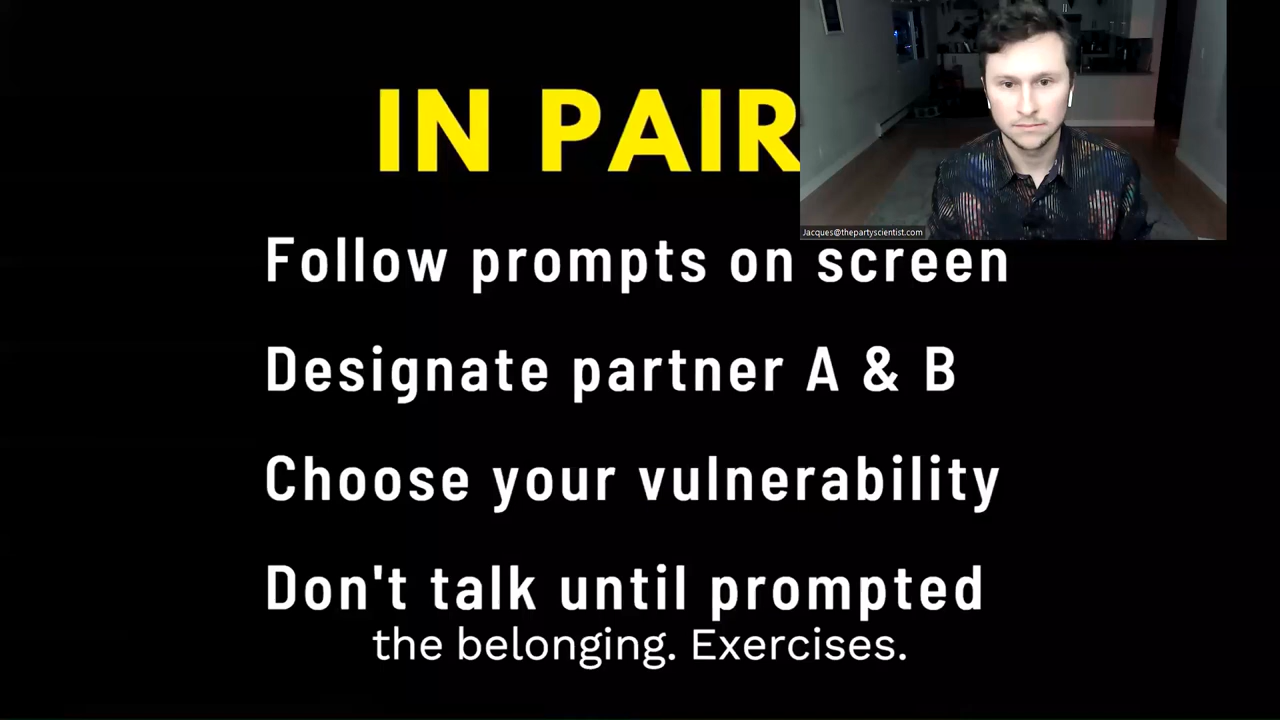 IN PAIR
Jacques@thepartyscientist.com
Follow prompts on screen
Designate partner A & B
Choose your vulnerability
Don't talk until prompted
the belonging. Exercises.